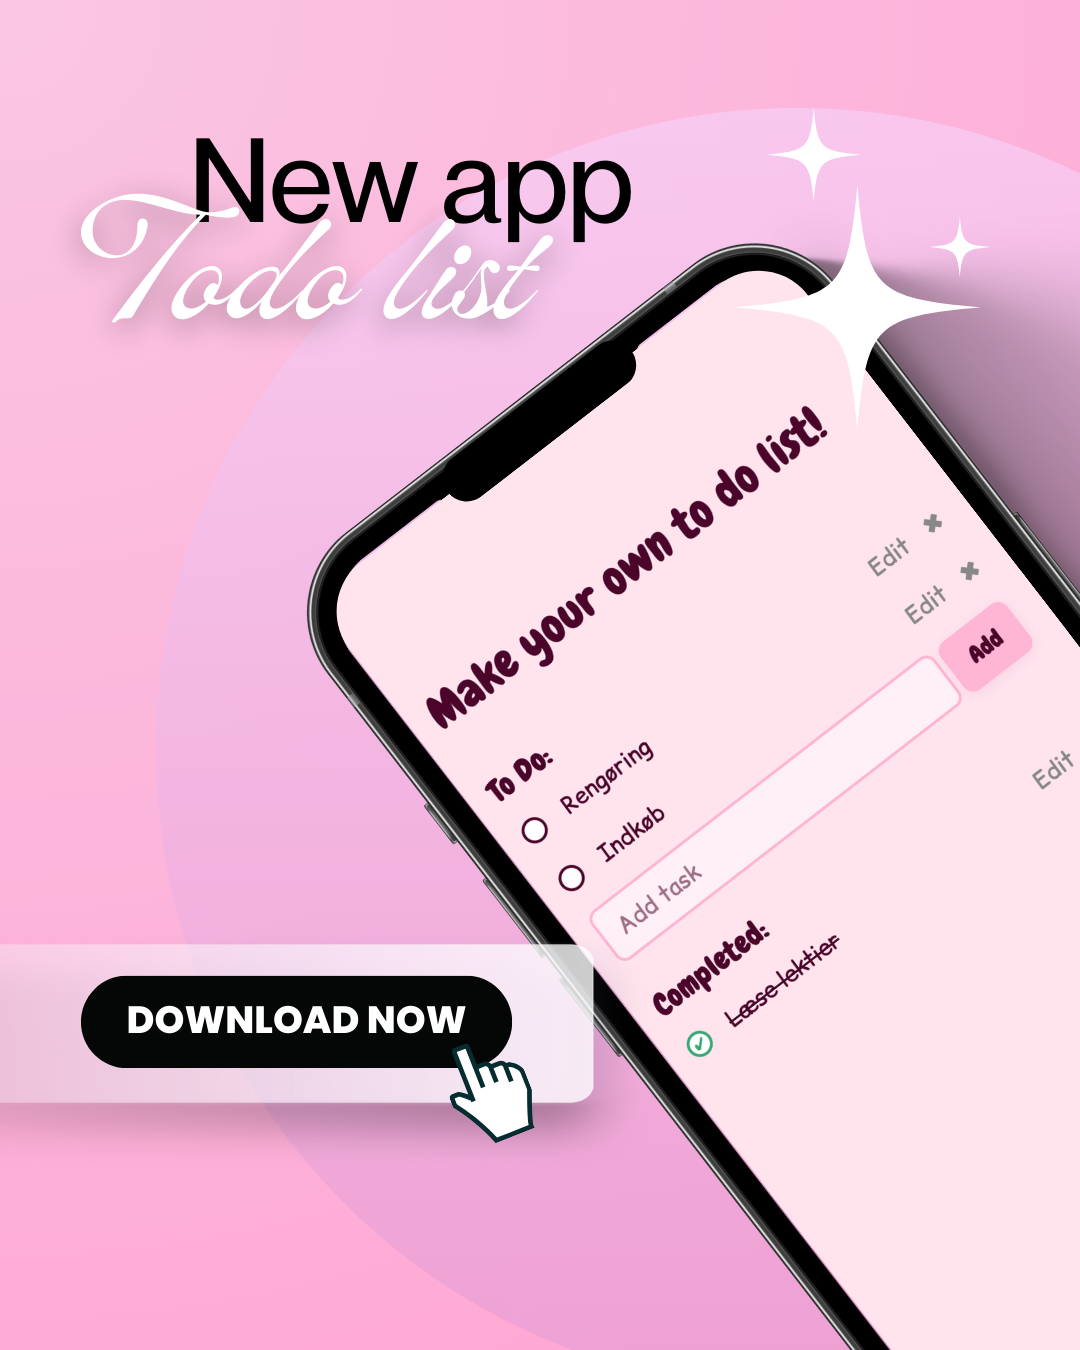 New app
Todo list
Make your own to do list!
To Do:
Rengøring
Edit ✖
Indkøb
Edit ✖
Add task
Add
Completed:
Læse lektier
Edit
DOWNLOAD NOW